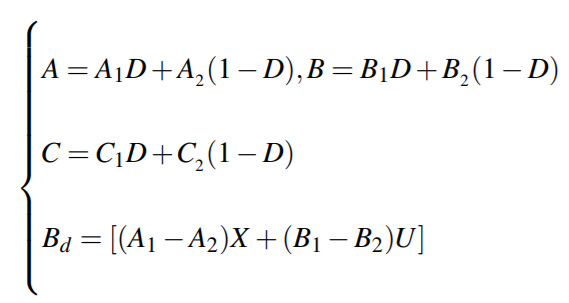 A = A₁D + A₂(1 − D), B = B₁D + B₂(1 − D)
C = C₁D + C₂(1 − D)
B_d = [(A₁ − A₂)X + (B₁ − B₂)U]